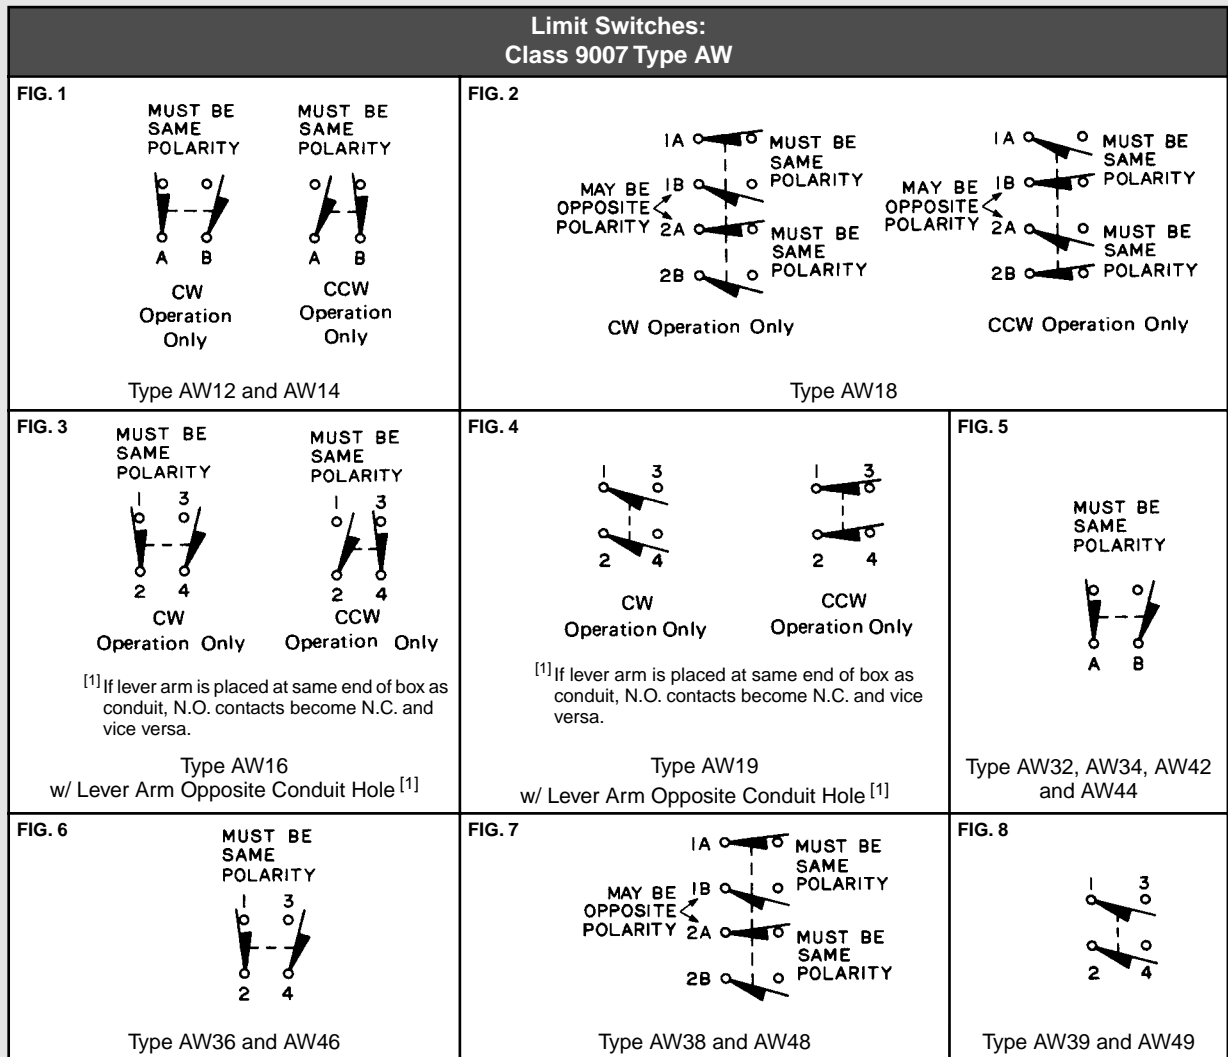 Limit Switches:
Class 9007 Type AW
FIG. 1
MUST BE
SAME
POLARITY
MUST BE
SAME
POLARITY
A B
A B
CW
Operation
Only
CCW
Operation
Only
Type AW12 and AW14
FIG. 2
1A
MUST BE
SAME
POLARITY
1B
MAY BE
OPPOSITE
POLARITY
2A
MUST BE
SAME
POLARITY
2B
CW Operation Only
1A
MUST BE
SAME
POLARITY
1B
MAY BE
OPPOSITE
POLARITY
2A
MUST BE
SAME
POLARITY
2B
CCW Operation Only
Type AW18
FIG. 3
MUST BE
SAME
POLARITY
1 3
2 4
CW
Operation Only
MUST BE
SAME
POLARITY
1 3
2 4
CCW
Operation Only
[1] If lever arm is placed at same end of box as
conduit, N.O. contacts become N.C. and
vice versa.
Type AW16
w/ Lever Arm Opposite Conduit Hole [1]
FIG. 4
1 3
2 4
CW
Operation Only
1 3
2 4
CCW
Operation Only
[1] If lever arm is placed at same end of box as
conduit, N.O. contacts become N.C. and vice
versa.
Type AW19
w/ Lever Arm Opposite Conduit Hole [1]
FIG. 5
MUST BE
SAME
POLARITY
A B
Type AW32, AW34, AW42
and AW44
FIG. 6
MUST BE
SAME
POLARITY
1 3
2 4
Type AW36 and AW46
FIG. 7
1A
MUST BE
SAME
POLARITY
1B
MAY BE
OPPOSITE
POLARITY
2A
MUST BE
SAME
POLARITY
2B
Type AW38 and AW48
FIG. 8
1 3
2 4
Type AW39 and AW49